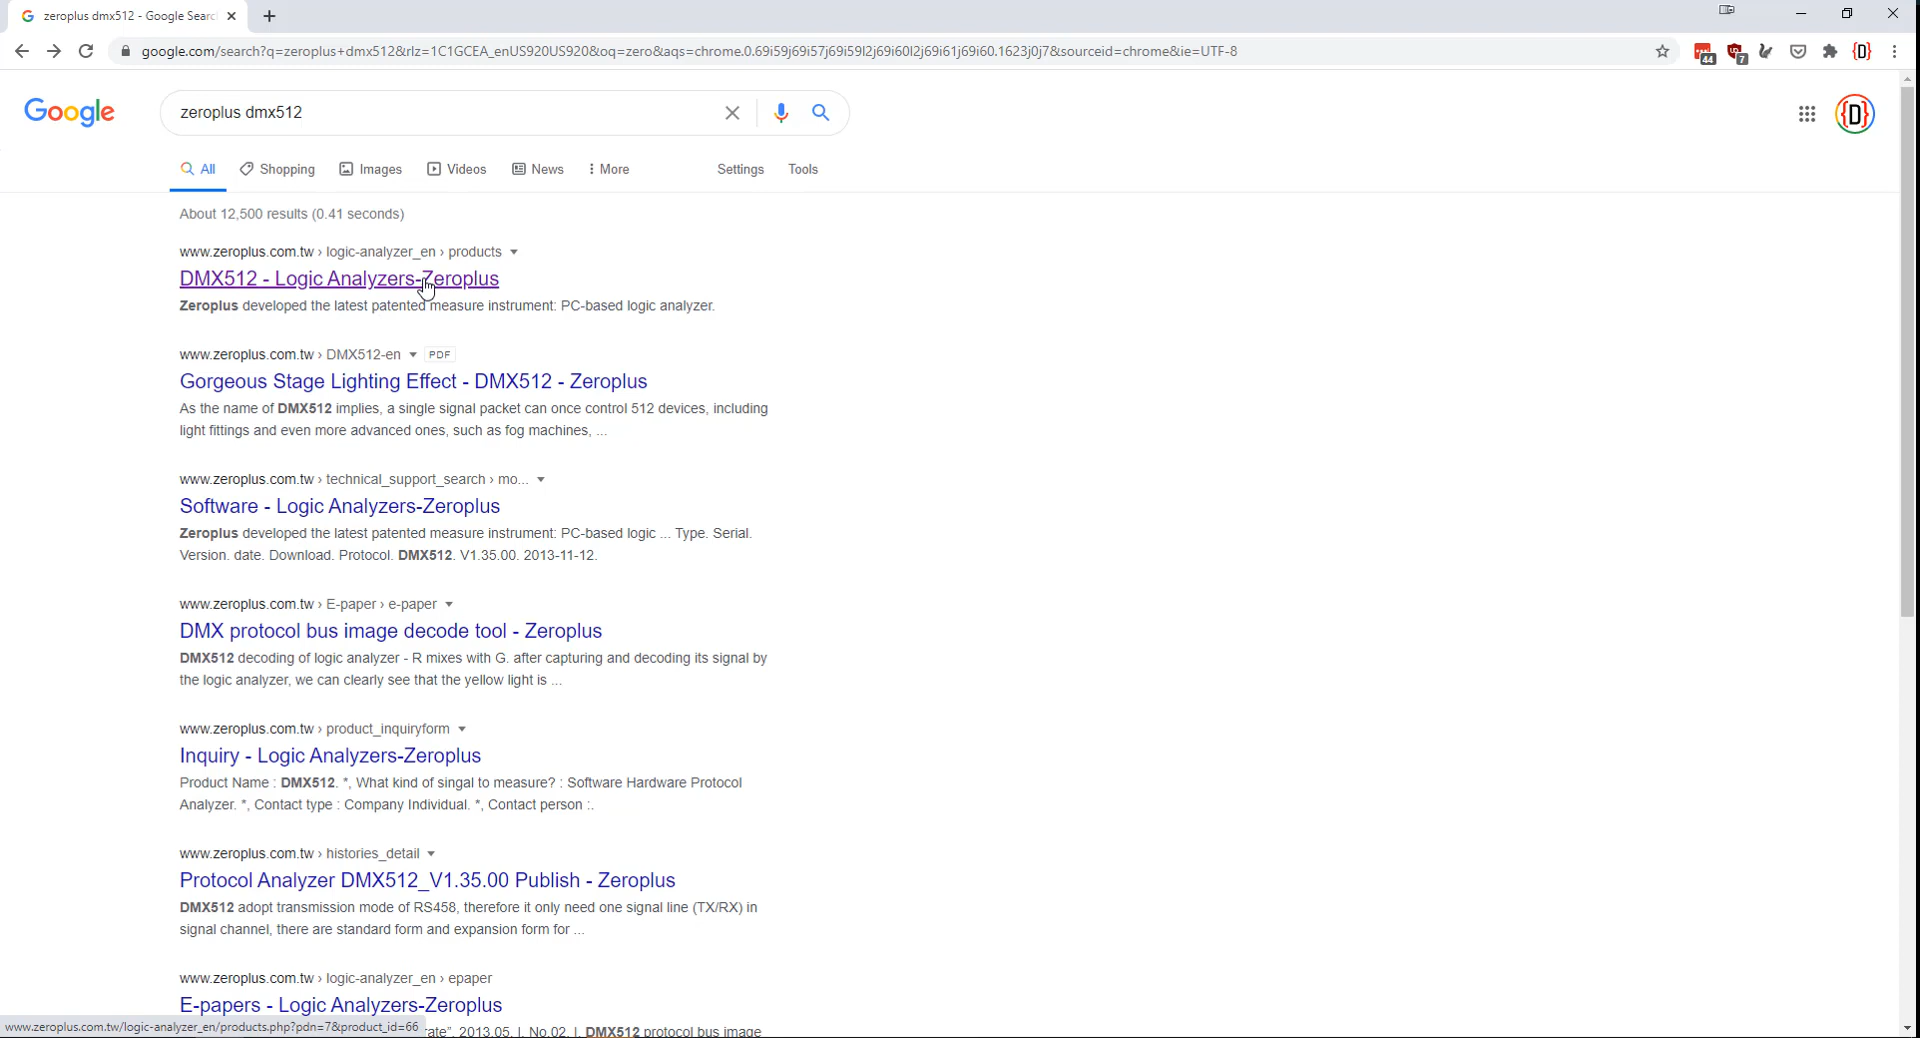 zeroplus dmx512 - Google Searc
google.com/search?q=zeroplus+dmx512&rlz=1C1GCEA_enUS920US920&oq=zero&aqs=chrome.0.69i59j69i57j69i59l2j69i60l2j69i61j69i60.1623j0j7&sourceid=chrome&ie=UTF-8
44
7
{D}
Google
zeroplus dmx512
{D}
All Shopping Images Videos News More Settings Tools
About 12,500 results (0.41 seconds)
www.zeroplus.com.tw › logic-analyzer_en › products
DMX512 - Logic Analyzers-Zeroplus
Zeroplus developed the latest patented measure instrument: PC-based logic analyzer.
www.zeroplus.com.tw › DMX512-en PDF
Gorgeous Stage Lighting Effect - DMX512 - Zeroplus
As the name of DMX512 implies, a single signal packet can once control 512 devices, including
light fittings and even more advanced ones, such as fog machines, ...
www.zeroplus.com.tw › technical_support_search › mo...
Software - Logic Analyzers-Zeroplus
Zeroplus developed the latest patented measure instrument: PC-based logic ... Type. Serial.
Version. date. Download. Protocol. DMX512. V1.35.00. 2013-11-12.
www.zeroplus.com.tw › E-paper › e-paper
DMX protocol bus image decode tool - Zeroplus
DMX512 decoding of logic analyzer - R mixes with G. after capturing and decoding its signal by
the logic analyzer, we can clearly see that the yellow light is ...
www.zeroplus.com.tw › product_inquiryform
Inquiry - Logic Analyzers-Zeroplus
Product Name : DMX512. *, What kind of singal to measure? : Software Hardware Protocol
Analyzer. *, Contact type : Company Individual. *, Contact person :.
www.zeroplus.com.tw › histories_detail
Protocol Analyzer DMX512_V1.35.00 Publish - Zeroplus
DMX512 adopt transmission mode of RS458, therefore it only need one signal line (TX/RX) in
signal channel, there are standard form and expansion form for ...
www.zeroplus.com.tw › logic-analyzer_en › epaper
E-papers - Logic Analyzers-Zeroplus
www.zeroplus.com.tw/logic-analyzer_en/products.php?pdn=7&product_id=66 rate". 2013.05. |. No.02. |. DMX512 protocol bus image